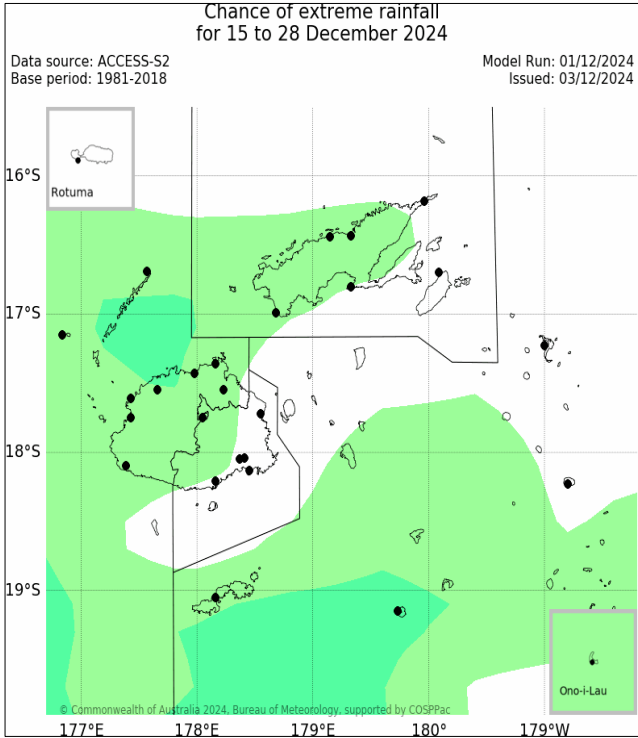 Chance of extreme rainfall
for 15 to 28 December 2024
Data source: ACCESS-S2
Base period: 1981-2018
Model Run: 01/12/2024
Issued: 03/12/2024
Rotuma
16°S
17°S
18°S
19°S
Ono-i-Lau
© Commonwealth of Australia 2024, Bureau of Meteorology, supported by COSPPac
177°E
178°E
179°E
180°
179°W